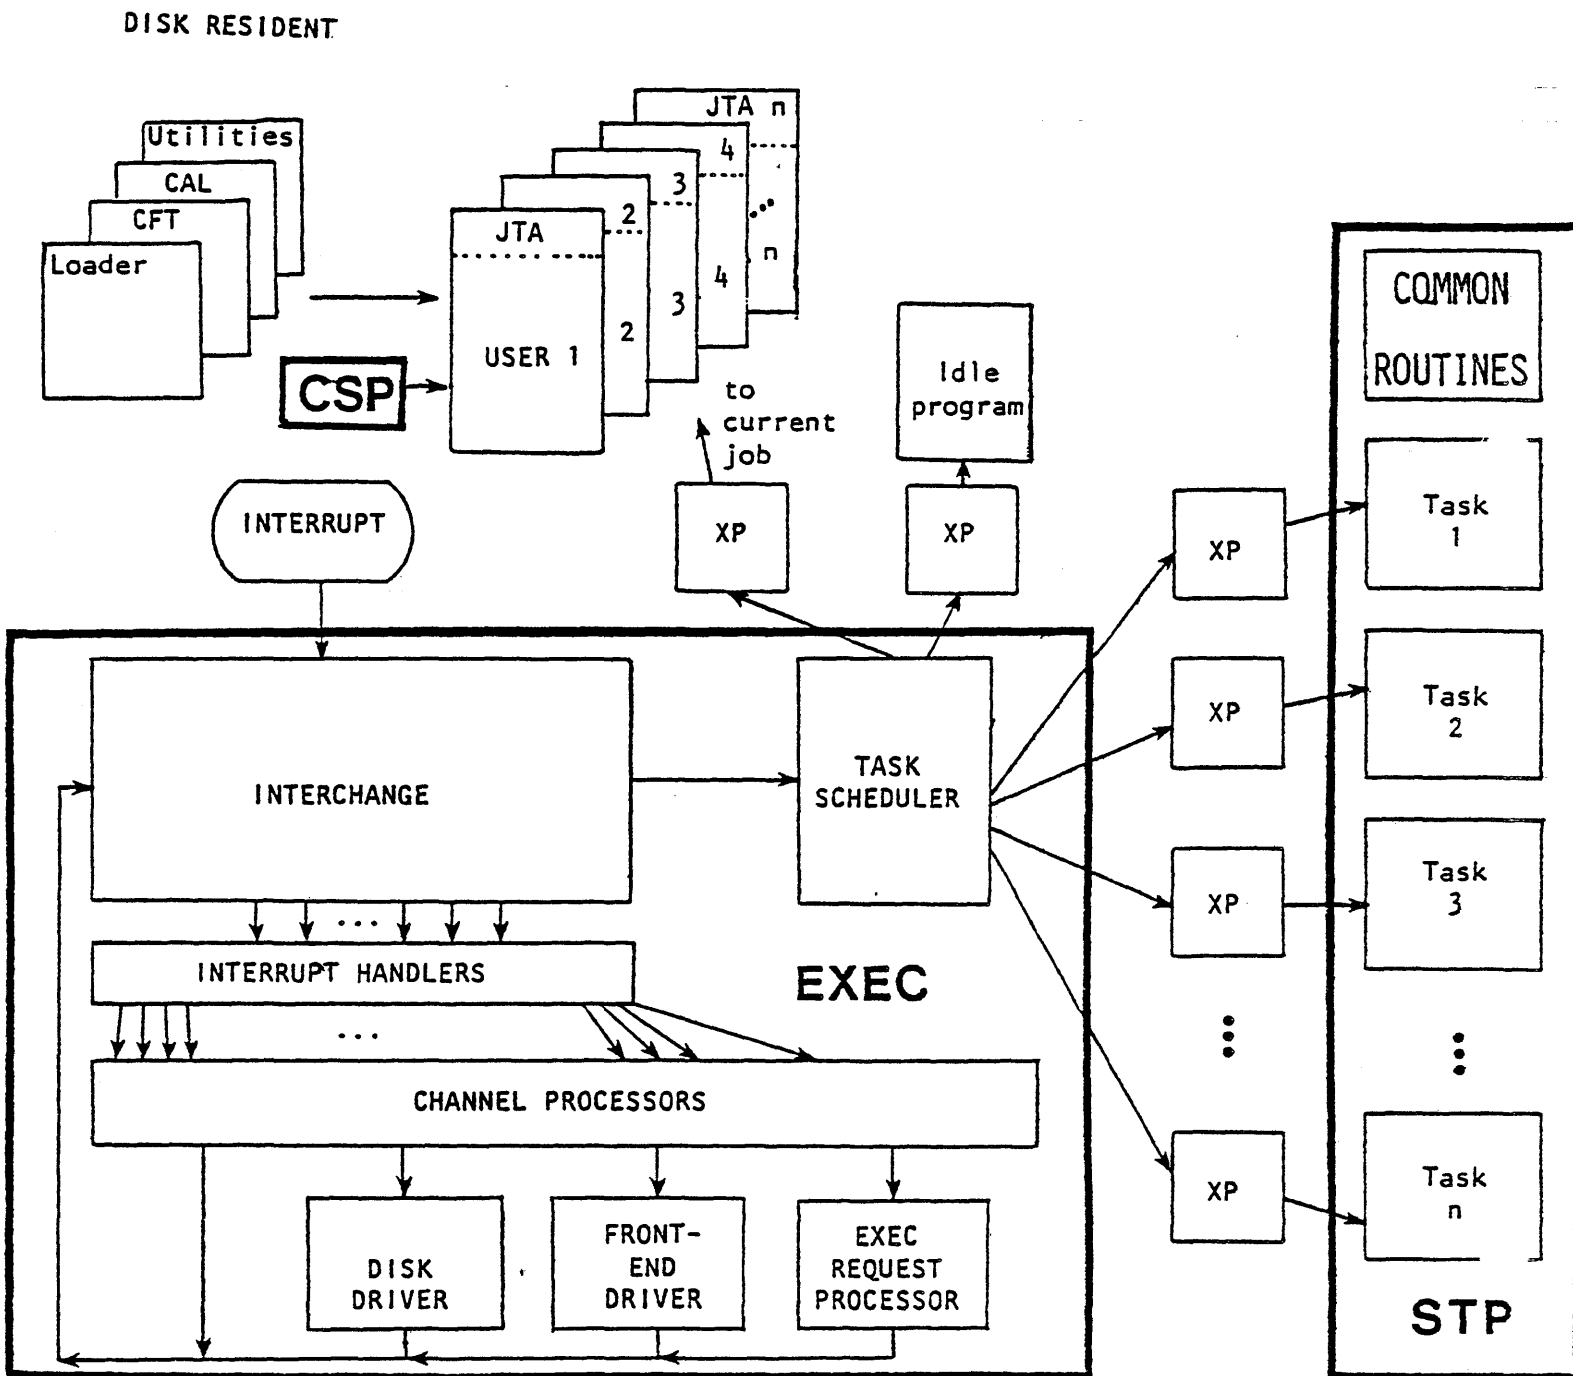 DISK RESIDENT
Utilities
CAL
CFT
Loader
JTA n
4
3
2
JTA
n
4
3
2
USER 1
CSP
to
current
job
Idle
program
INTERRUPT
XP
XP
XP
XP
XP
XP
COMMON
ROUTINES
Task
1
Task
2
Task
3
Task
n
STP
INTERCHANGE
TASK
SCHEDULER
...
INTERRUPT HANDLERS
EXEC
...
CHANNEL PROCESSORS
DISK
DRIVER
FRONT-
END
DRIVER
EXEC
REQUEST
PROCESSOR